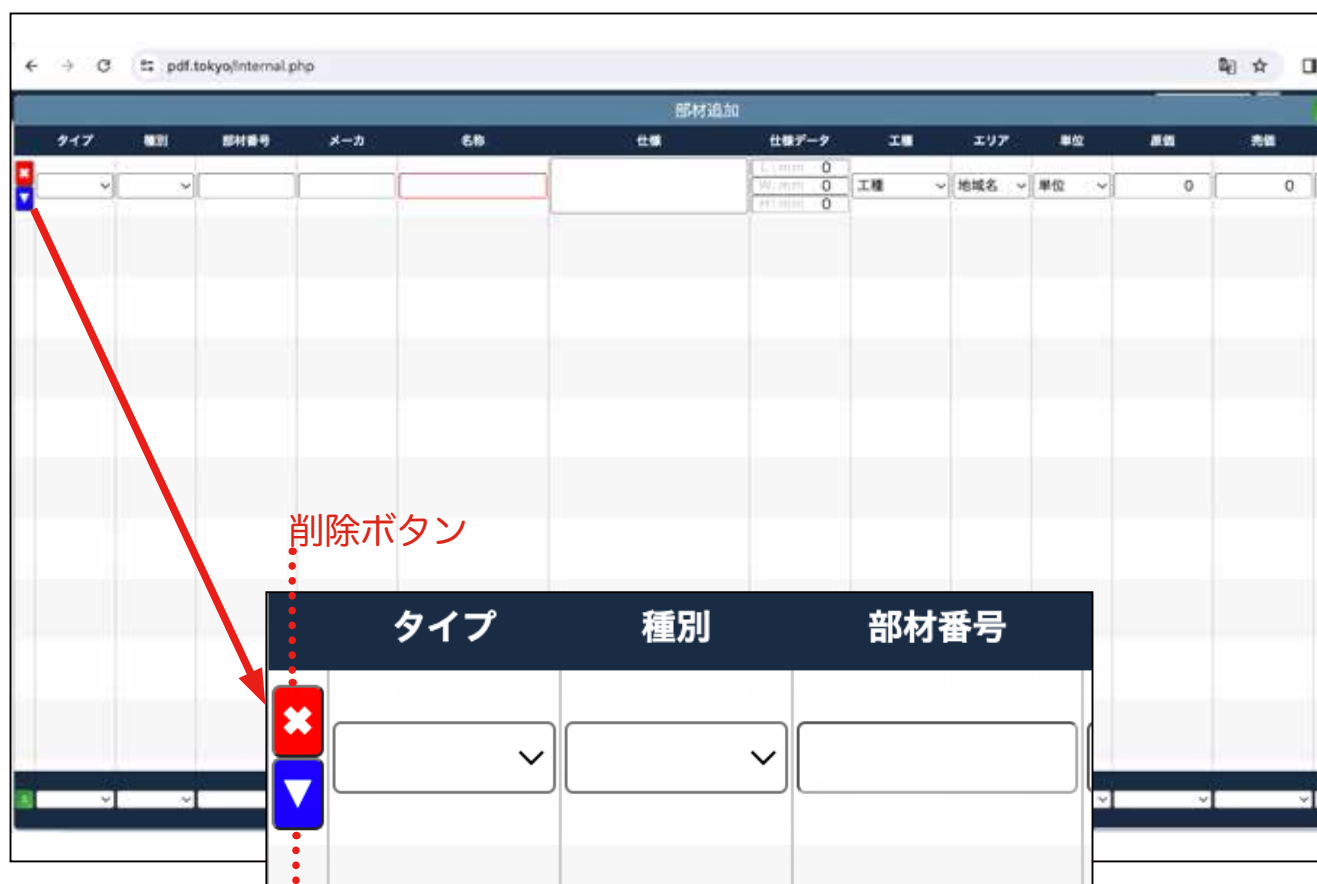 pdf.tokyo/Internal.php
部材追加
タイプ 種別 部材番号 メーカ 名称 仕様 仕様データ 工種 エリア 単位 原価 売価
L:mm 0
W:mm 0 工種 地域名 単位 0 0
H:mm 0
削除ボタン
タイプ 種別 部材番号